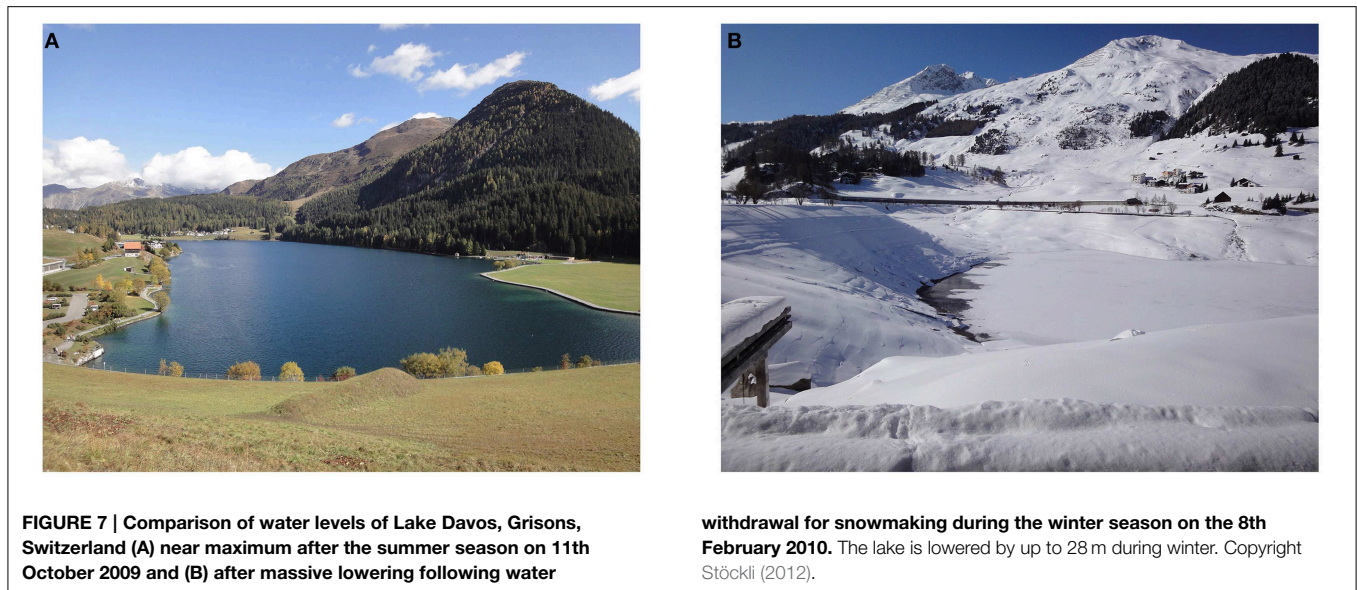 A
B
FIGURE 7 | Comparison of water levels of Lake Davos, Grisons,
Switzerland (A) near maximum after the summer season on 11th
October 2009 and (B) after massive lowering following water
withdrawal for snowmaking during the winter season on the 8th
February 2010. The lake is lowered by up to 28 m during winter. Copyright
Stöckli (2012).